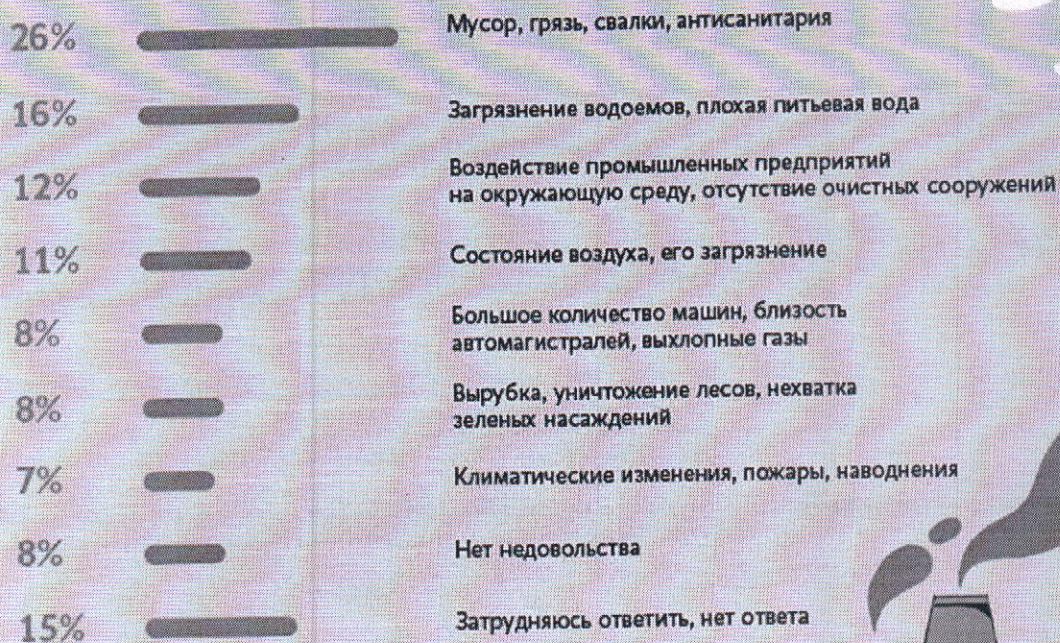 26% Мусор, грязь, свалки, антисанитария
16% Загрязнение водоемов, плохая питьевая вода
12% Воздействие промышленных предприятий
на окружающую среду, отсутствие очистных сооружений
11% Состояние воздуха, его загрязнение
8% Большое количество машин, близость
автомагистралей, выхлопные газы
8% Вырубка, уничтожение лесов, нехватка
зеленых насаждений
7% Климатические изменения, пожары, наводнения
8% Нет недовольства
15% Затрудняюсь ответить, нет ответа